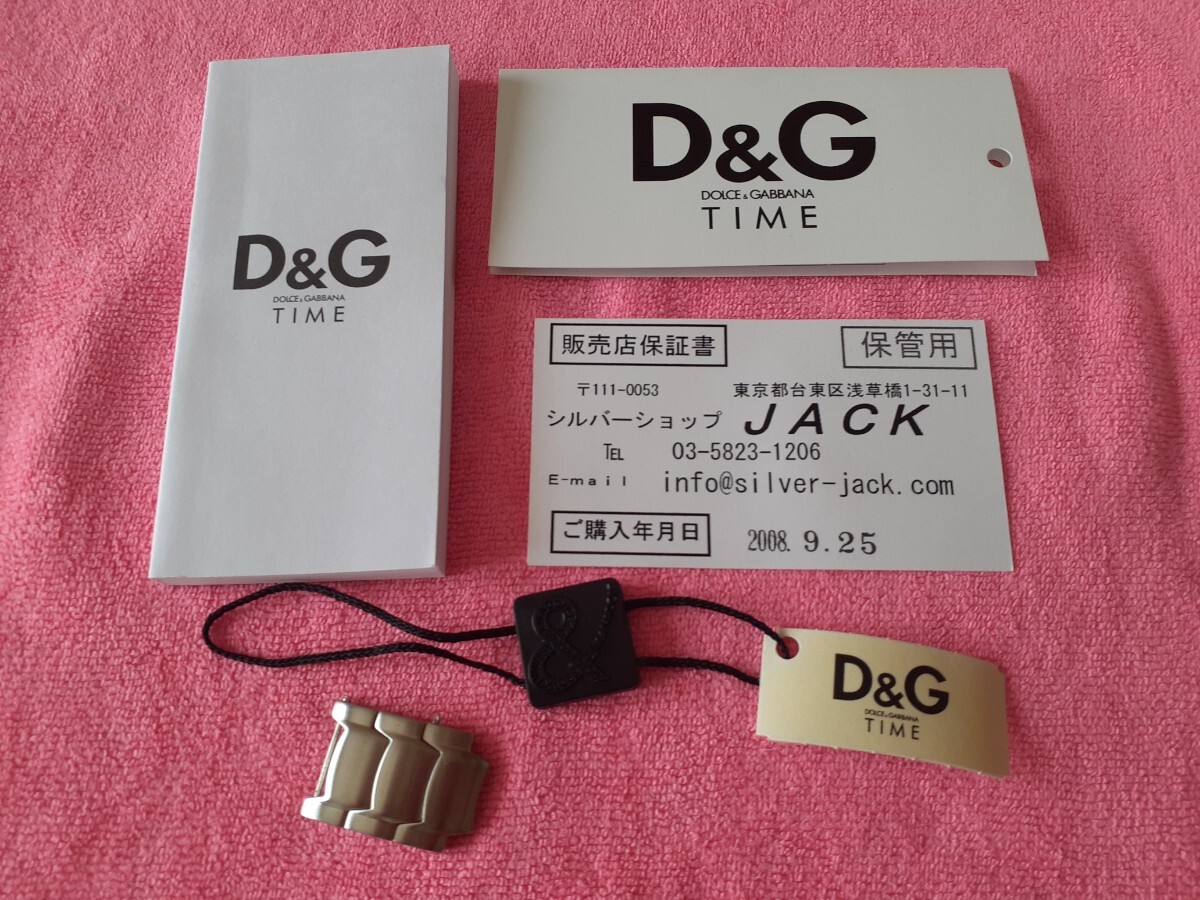 D&G
DOLCE & GABBANA
TIME
D&G
DOLCE & GABBANA
TIME
販売店保証書
保管用
〒111-0053 東京都台東区浅草橋1-31-11
シルバーショップ JACK
TEL 03-5823-1206
E-mail info@silver-jack.com
ご購入年月日 2008. 9.25
&
D&G
DOLCE & GABBANA
TIME